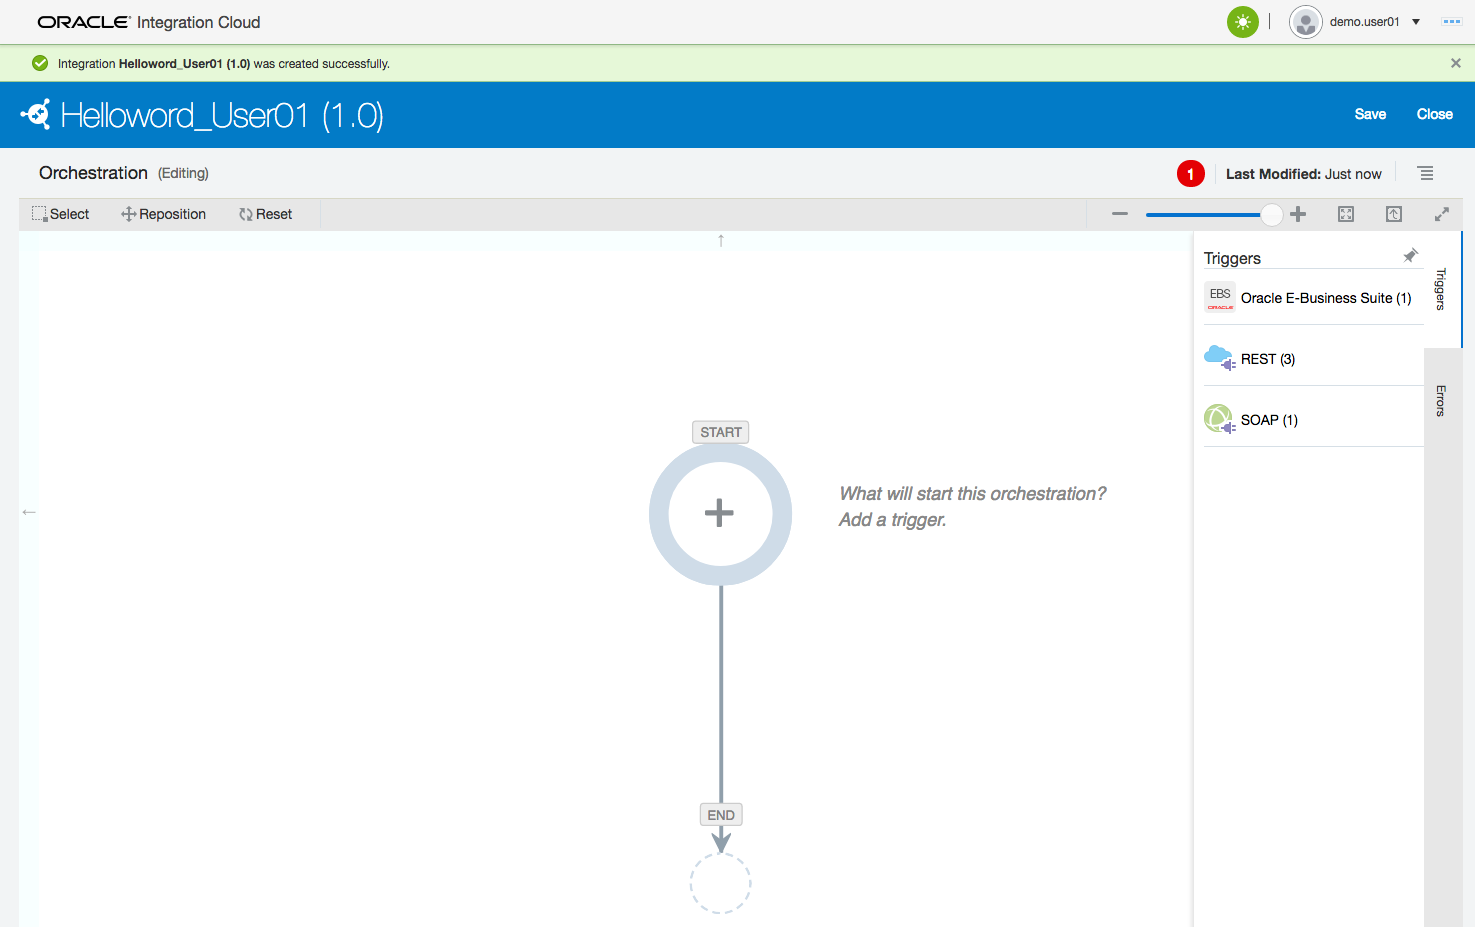 ORACLE® Integration Cloud
demo.user01
Integration Helloword_User01 (1.0) was created successfully.
Helloword_User01 (1.0)
Save
Close
Orchestration (Editing)
1
Last Modified: Just now
Select
Reposition
Reset
Triggers
EBS
ORACLE
Oracle E-Business Suite (1)
REST (3)
SOAP (1)
Triggers
Errors
START
What will start this orchestration?
Add a trigger.
END